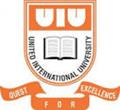 UIU
UNITED INTERNATIONAL UNIVERSITY
QUEST FOR EXCELLENCE